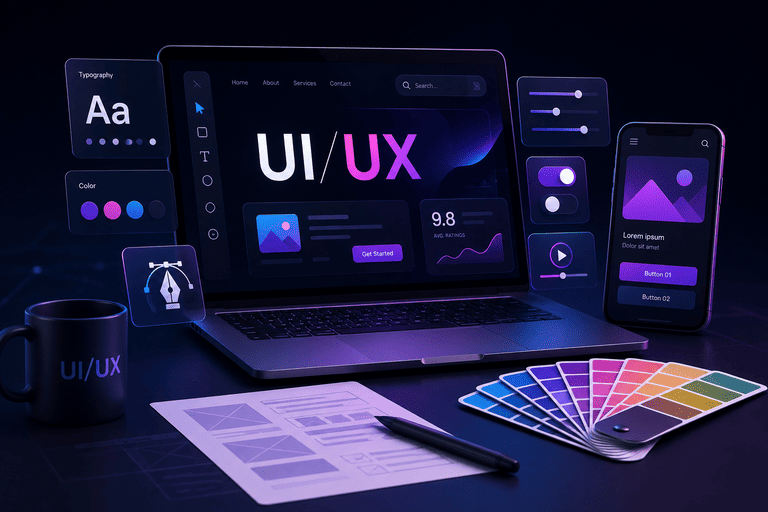 Typography
Aa
Color
Home About Services Contact
Search...
T
UI/UX
Get Started
9.8
AVG. RATINGS
Lorem ipsum
Dolor sit amet
Button 01
Button 02
UI/UX